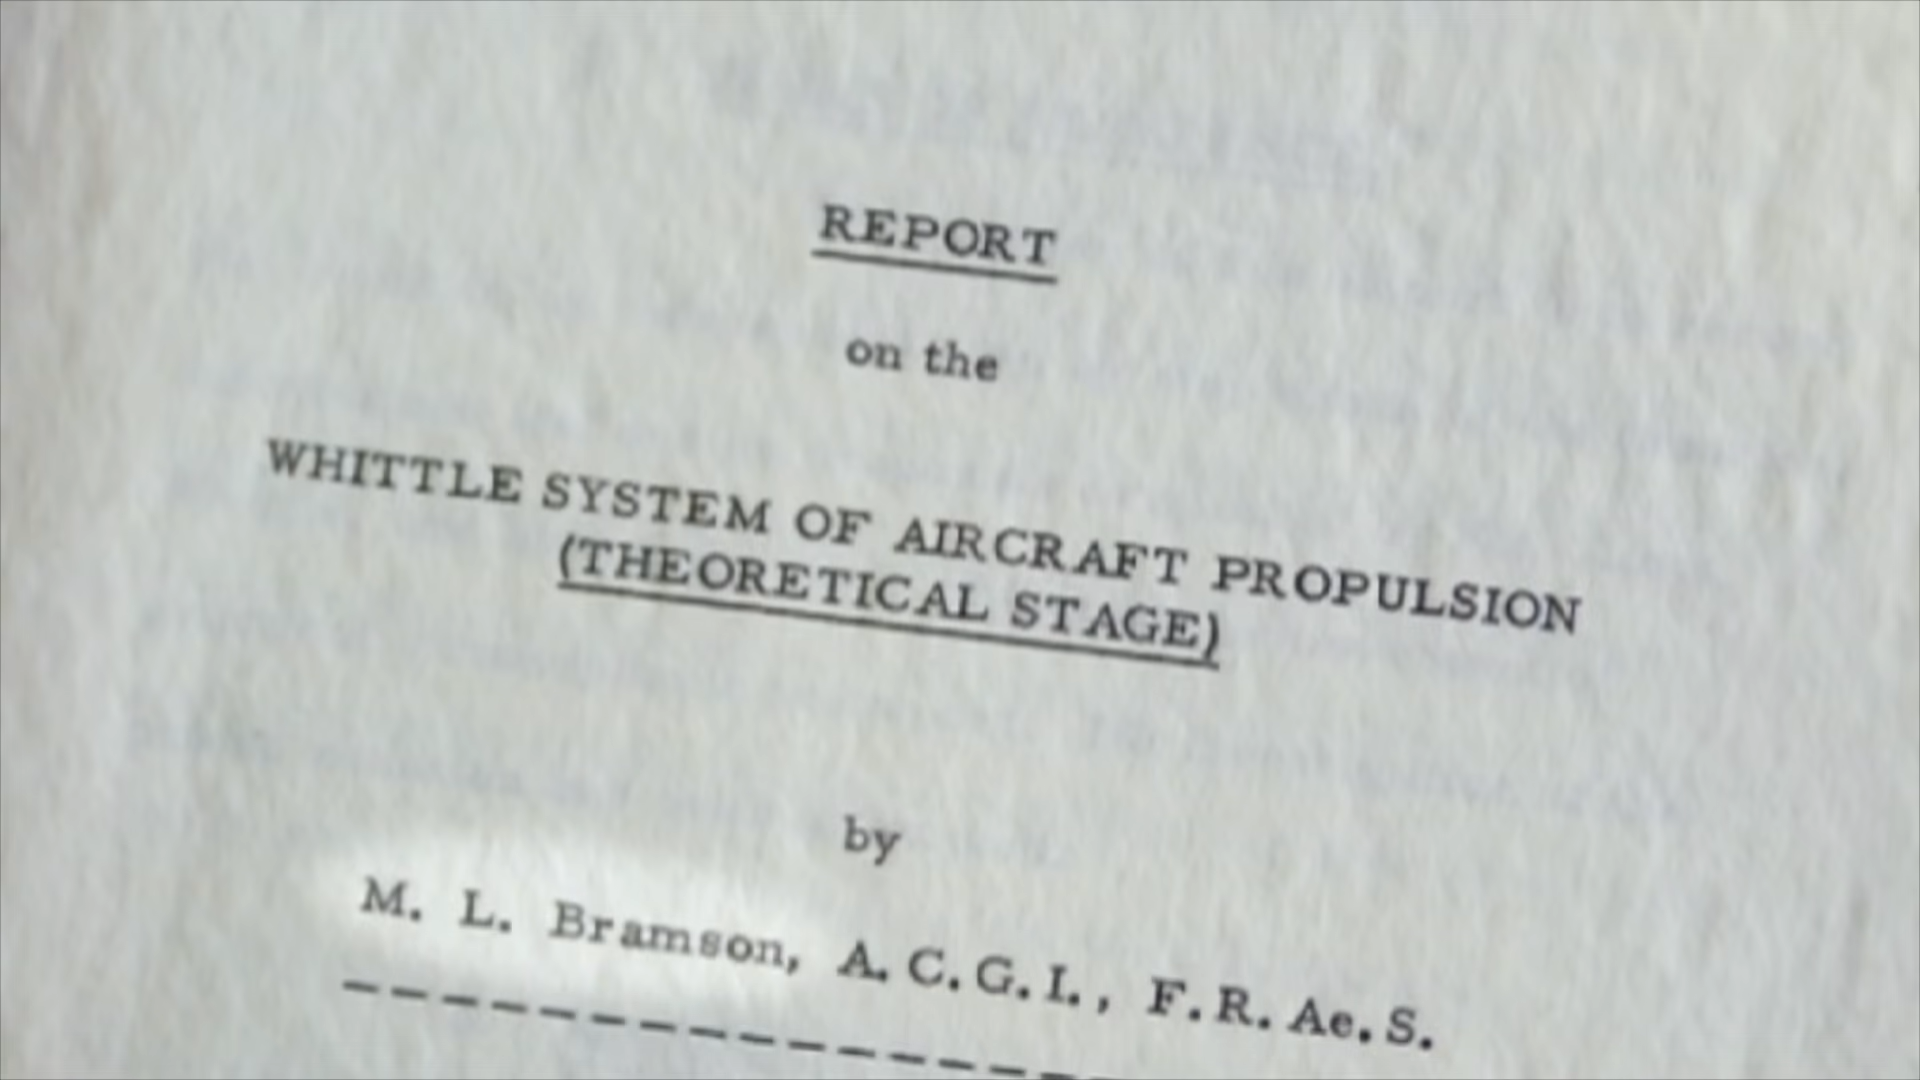 REPORT
on the
WHITTLE SYSTEM OF AIRCRAFT PROPULSION
(THEORETICAL STAGE)
by
M. L. Bramson, A. C. G. I., F. R. Ae. S.